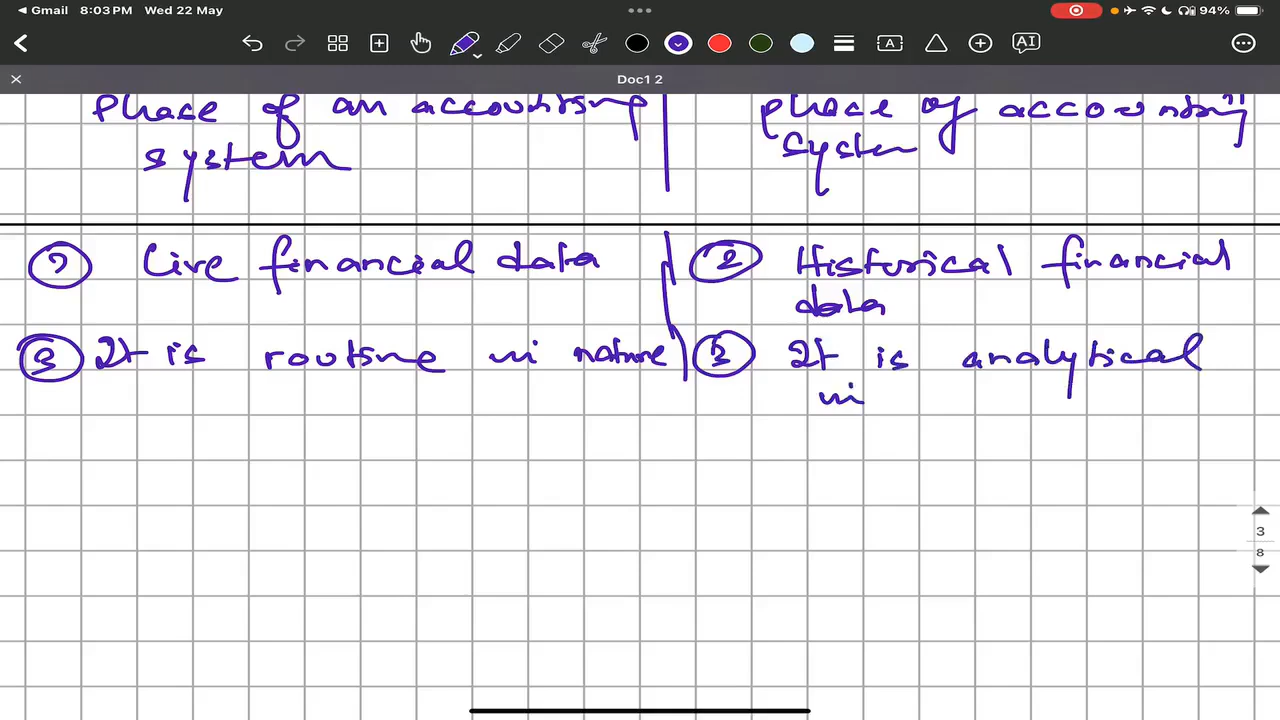 Gmail 8:03 PM Wed 22 May 94%
AI
Doc1 2
Phase of an accounting
system
phase of accounting
system
2 Live financial data
2 Historical financial
data
3 It is routine in nature
3 It is analytical
in
3
8